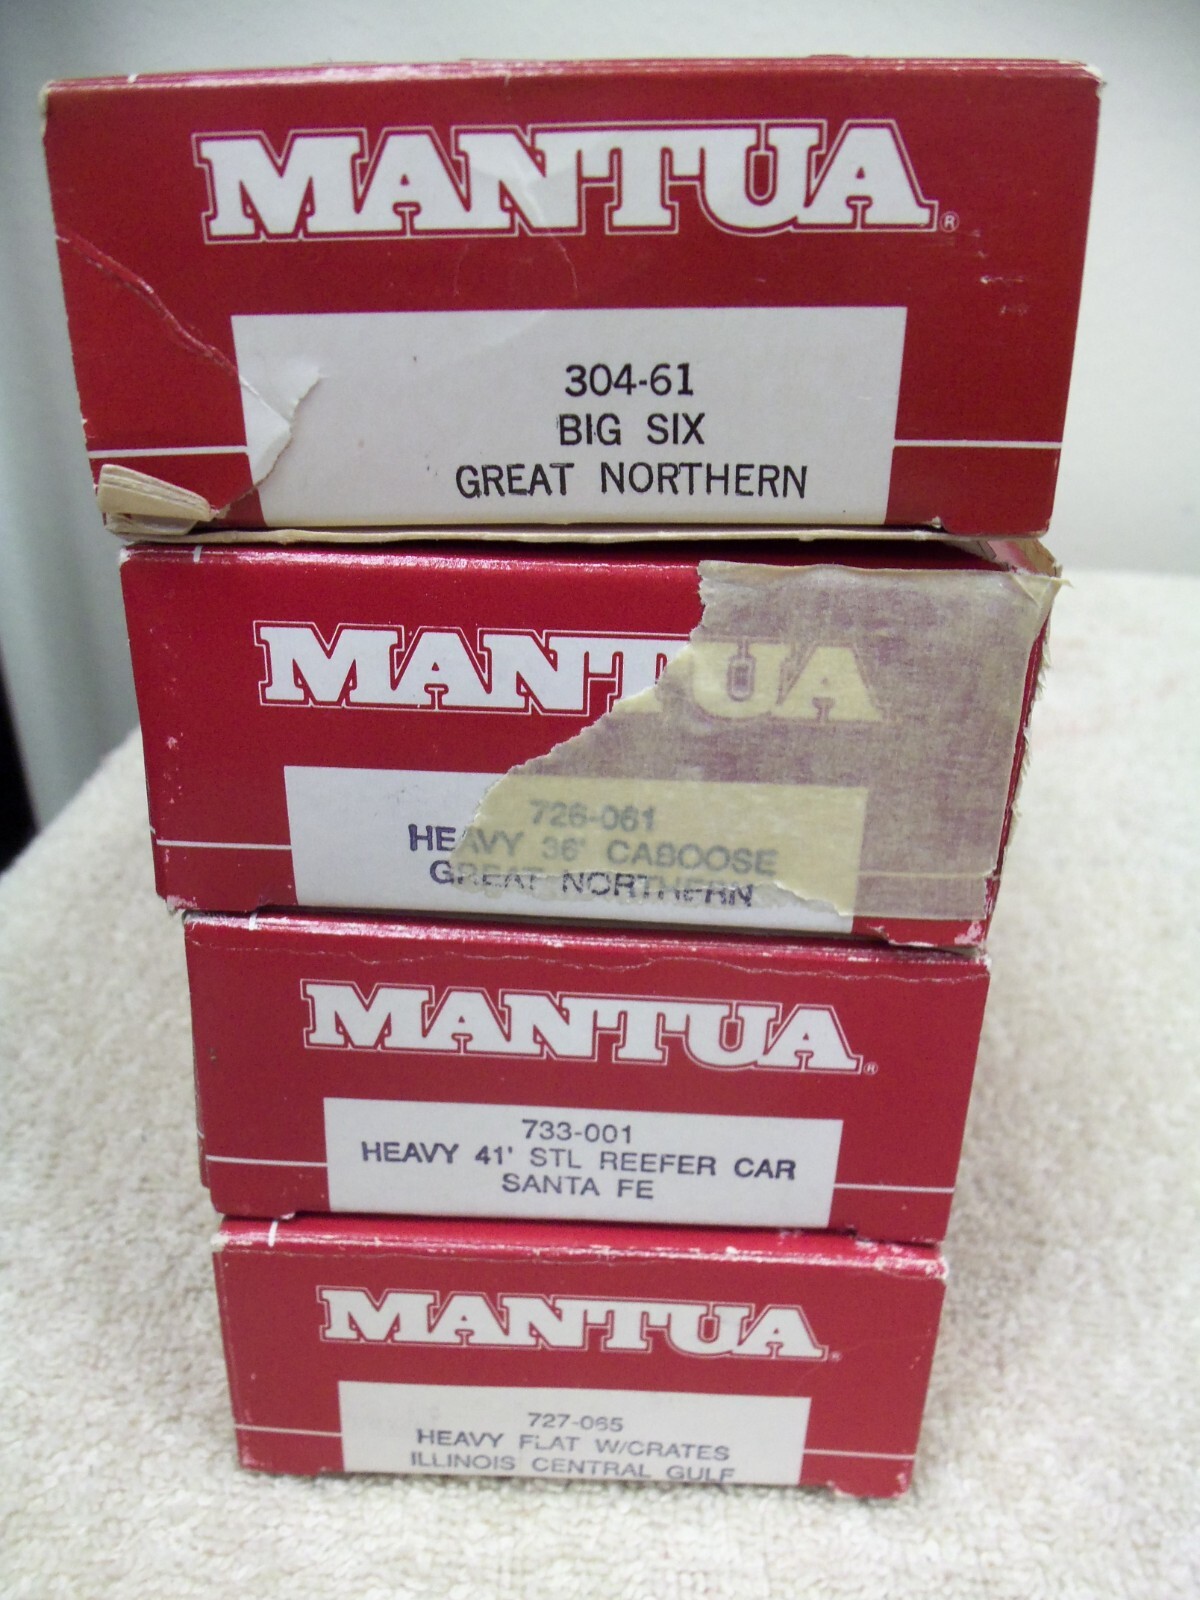 MANTUA®
304-61
BIG SIX
GREAT NORTHERN
MANTUA
726-061
HEAVY 36' CABOOSE
GREAT NORTHERN
MANTUA®
733-001
HEAVY 41' STL REEFER CAR
SANTA FE
MANTUA®
727-065
HEAVY FLAT W/CRATES
ILLINOIS CENTRAL GULF